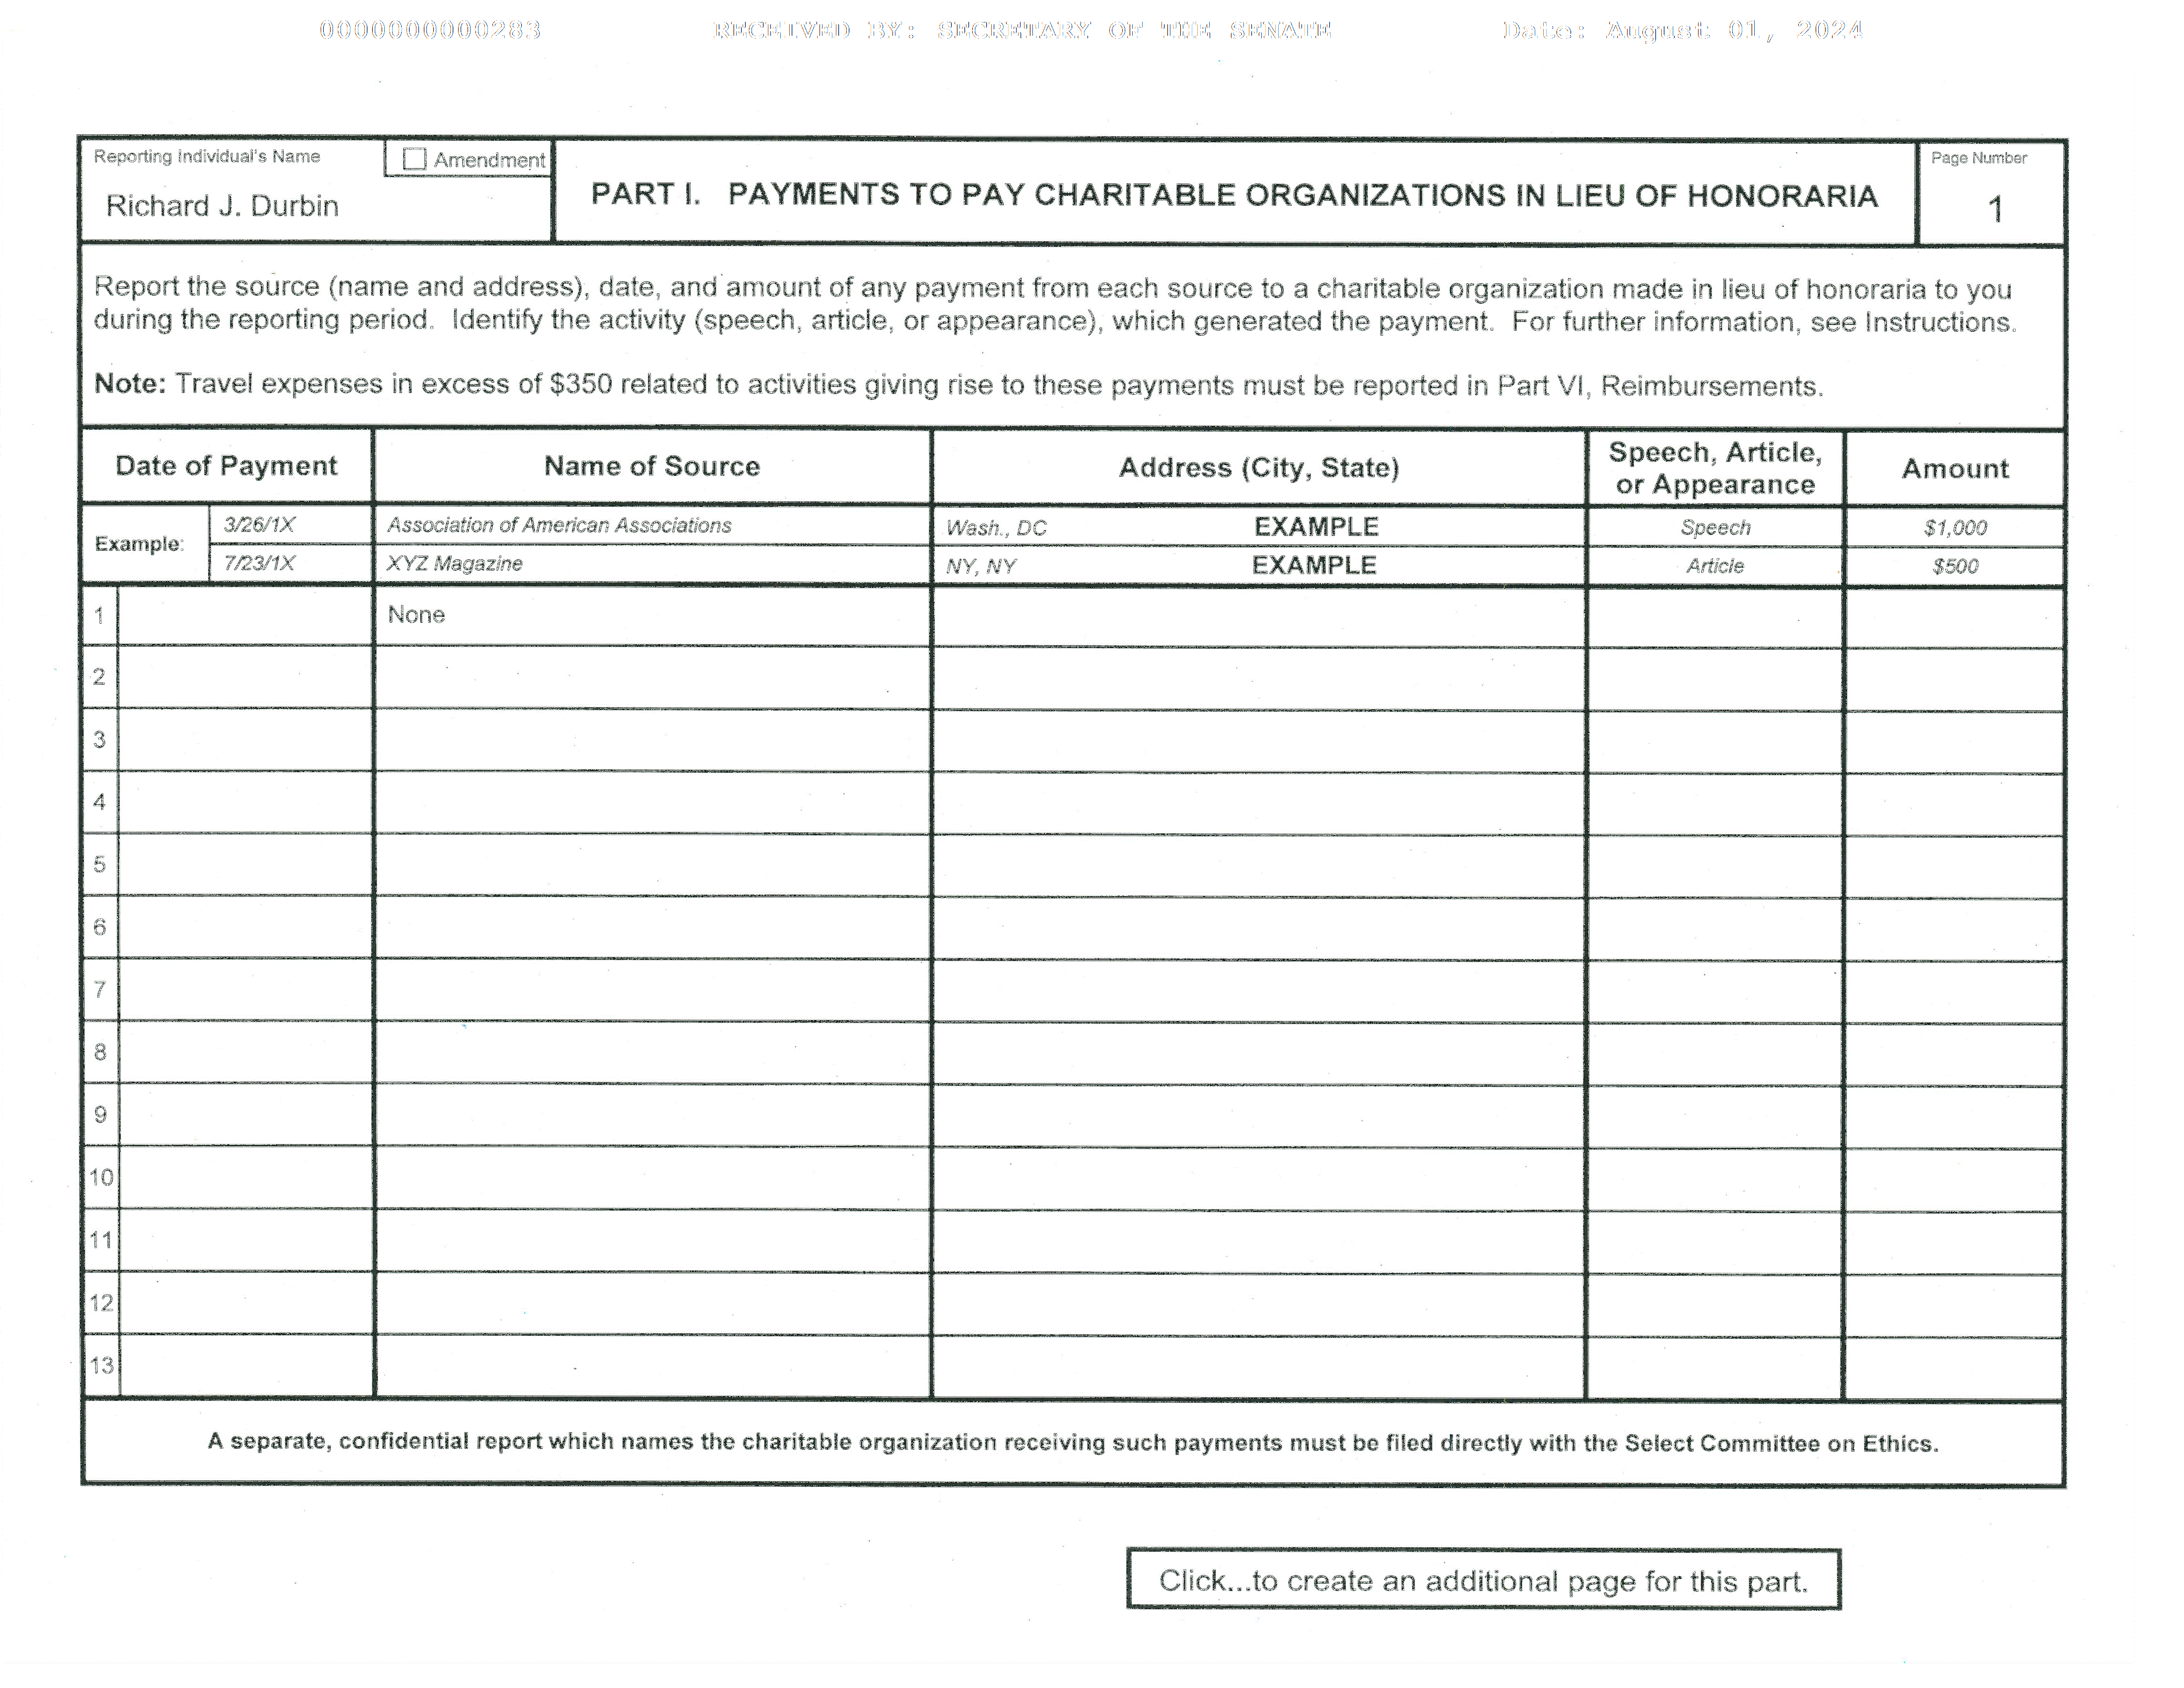 0000000000283 RECEIVED BY: SECRETARY OF THE SENATE Date: August 01, 2024
Reporting Individual's Name
Amendment
Richard J. Durbin
PART I. PAYMENTS TO PAY CHARITABLE ORGANIZATIONS IN LIEU OF HONORARIA
Page Number
1
Report the source (name and address), date, and amount of any payment from each source to a charitable organization made in lieu of honoraria to you
during the reporting period. Identify the activity (speech, article, or appearance), which generated the payment. For further information, see Instructions.
Note: Travel expenses in excess of $350 related to activities giving rise to these payments must be reported in Part VI, Reimbursements.
Date of Payment Name of Source Address (City, State) Speech, Article, or Appearance Amount
Example:
3/26/1X Association of American Associations Wash., DC EXAMPLE Speech $1,000
7/23/1X XYZ Magazine NY, NY EXAMPLE Article $500
1 None
2
3
4
5
6
7
8
9
10
11
12
13
A separate, confidential report which names the charitable organization receiving such payments must be filed directly with the Select Committee on Ethics.
Click...to create an additional page for this part.